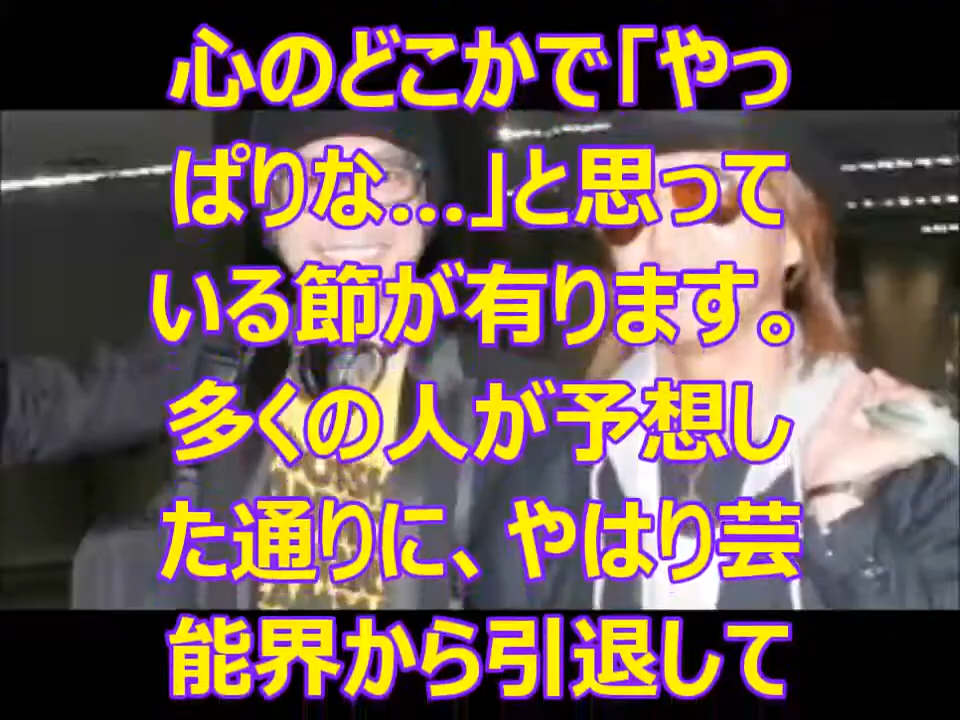 心のどこかで「やっ
ぱりな…」と思って
いる節が有ります。
多くの人が予想し
た通りに、やはり芸
能界から引退して